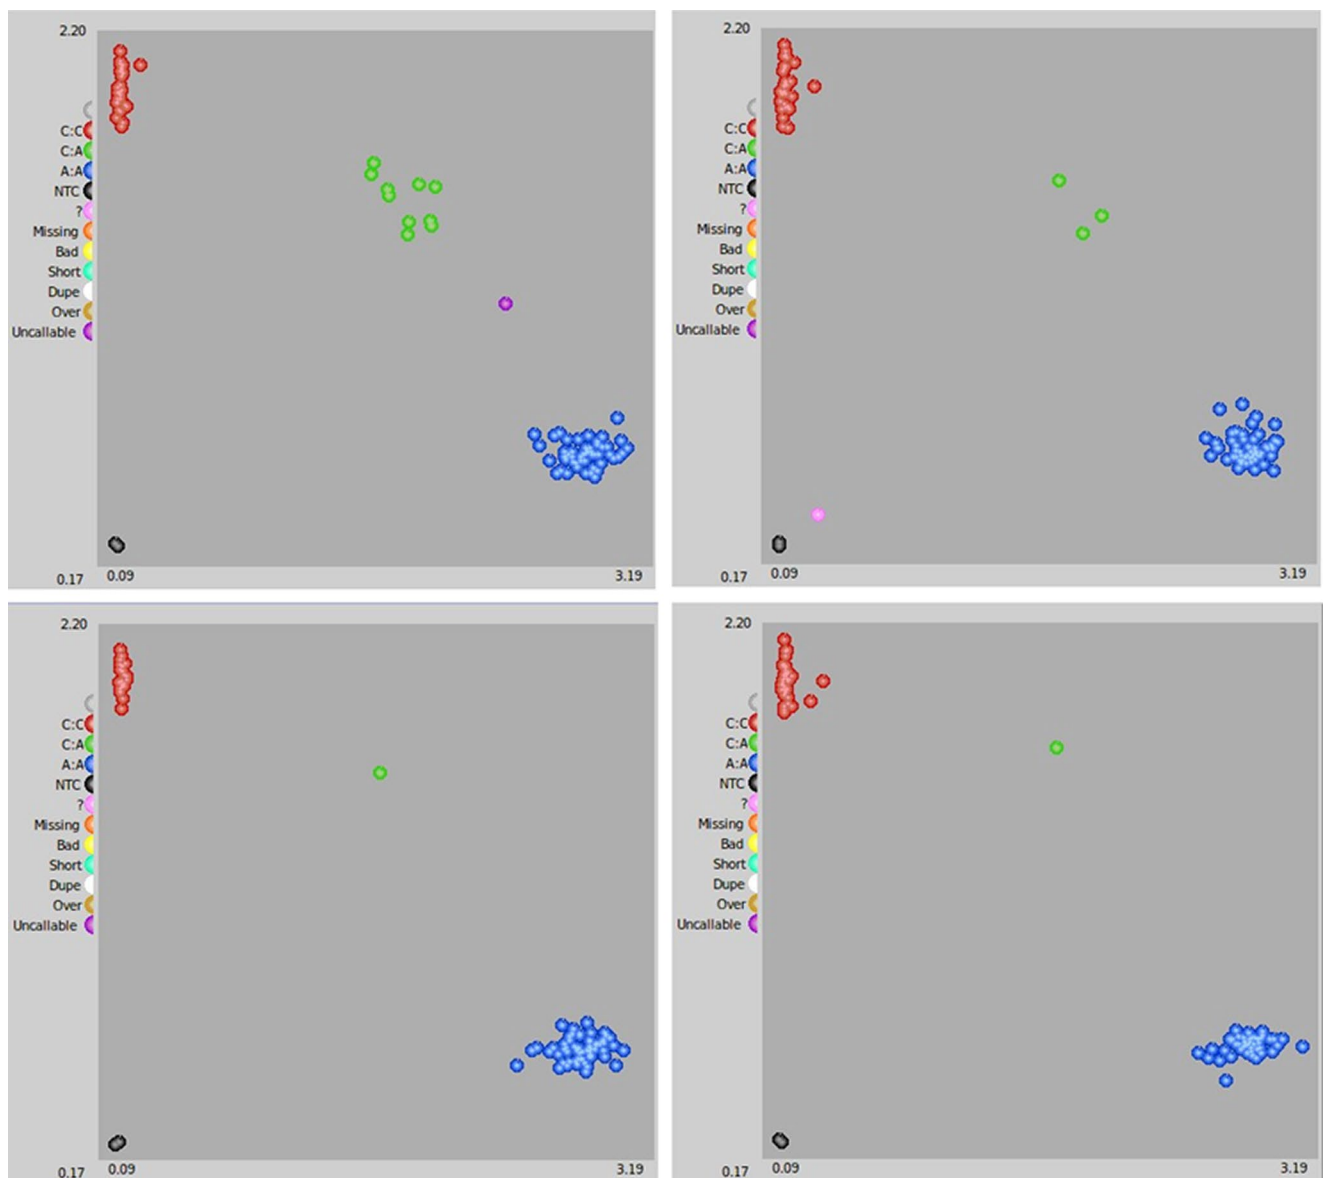 2.20
C:C
C:A
A:A
NTC
?
Missing
Bad
Short
Dupe
Over
Uncallable
0.17
0.09
3.19
2.20
C:C
C:A
A:A
NTC
?
Missing
Bad
Short
Dupe
Over
Uncallable
0.17
0.09
3.19
2.20
C:C
C:A
A:A
NTC
?
Missing
Bad
Short
Dupe
Over
Uncallable
0.17
0.09
3.19
2.20
C:C
C:A
A:A
NTC
?
Missing
Bad
Short
Dupe
Over
Uncallable
0.17
0.09
3.19